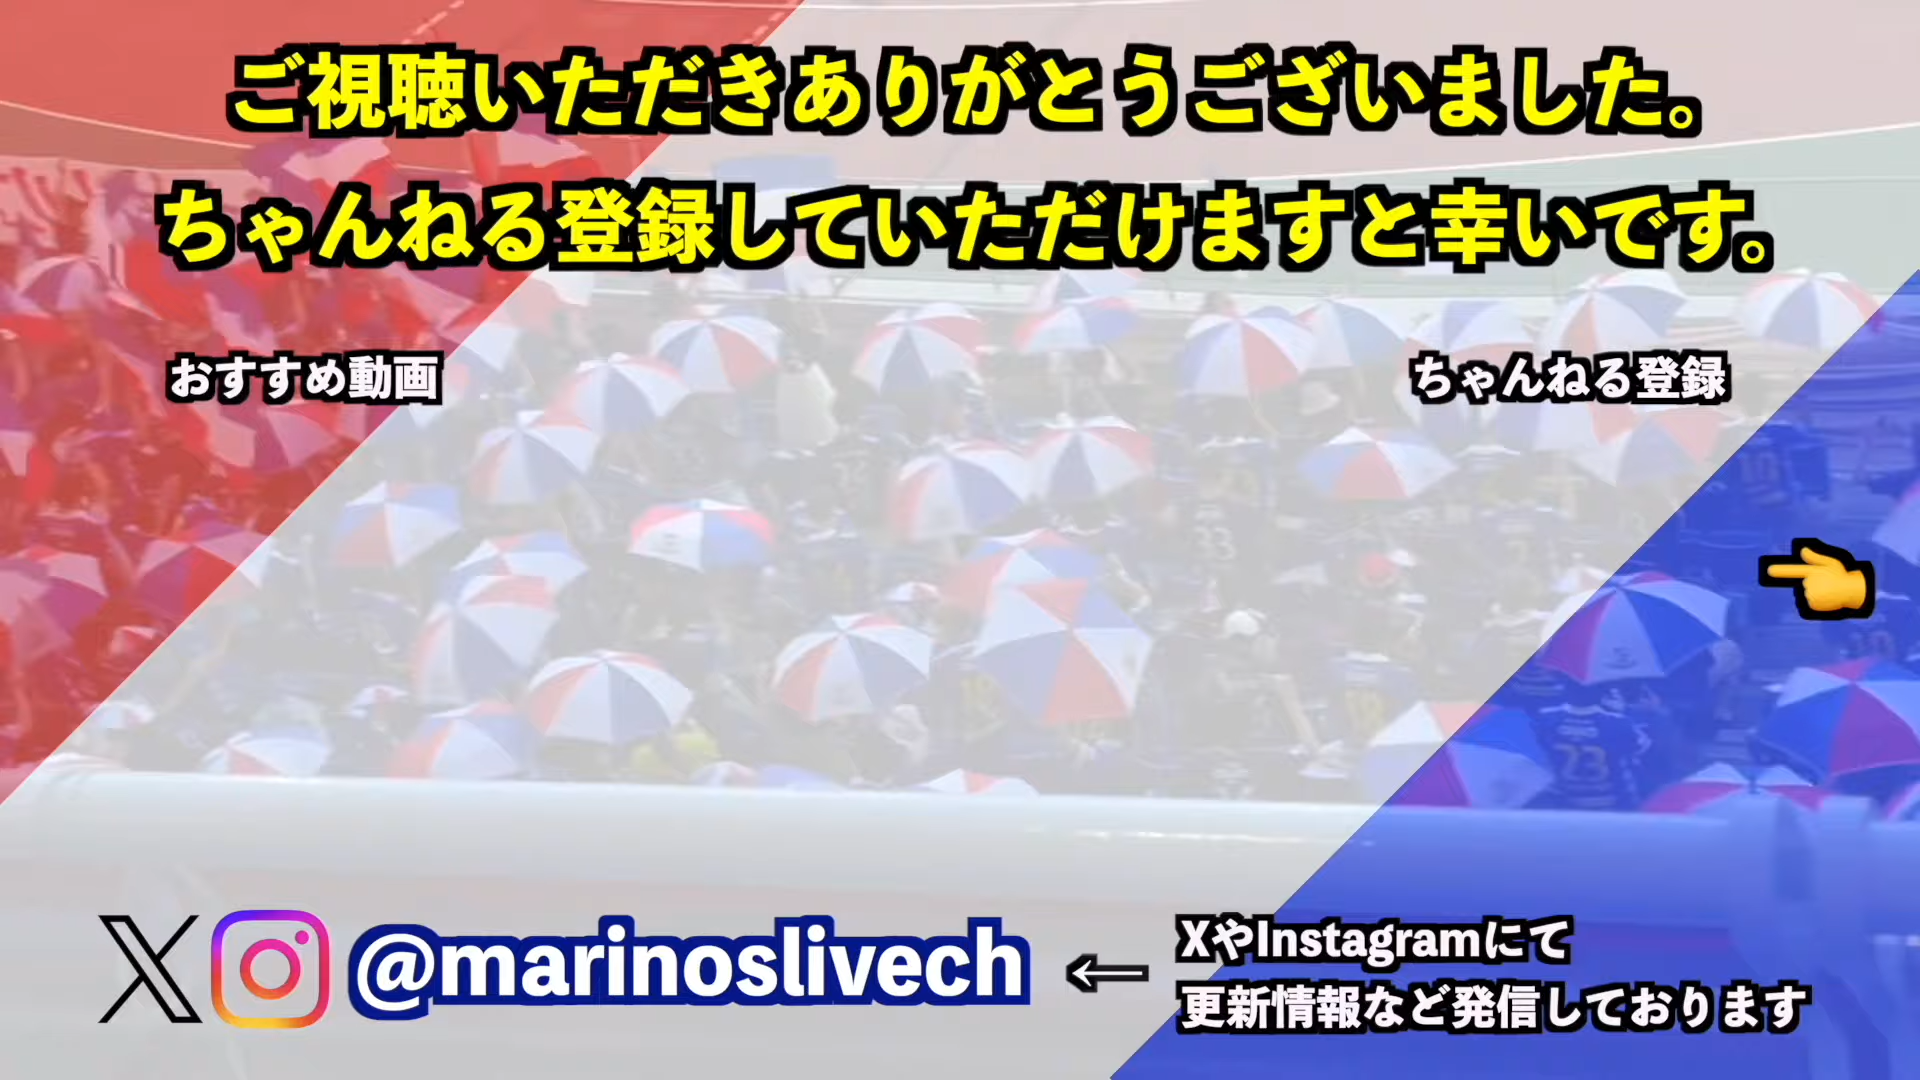 ご視聴いただきありがとうございました。
ちゃんねる登録していただけますと幸いです。
おすすめ動画
ちゃんねる登録
33
23
@marinoslivech
←
XやInstagramにて
更新情報など発信しております